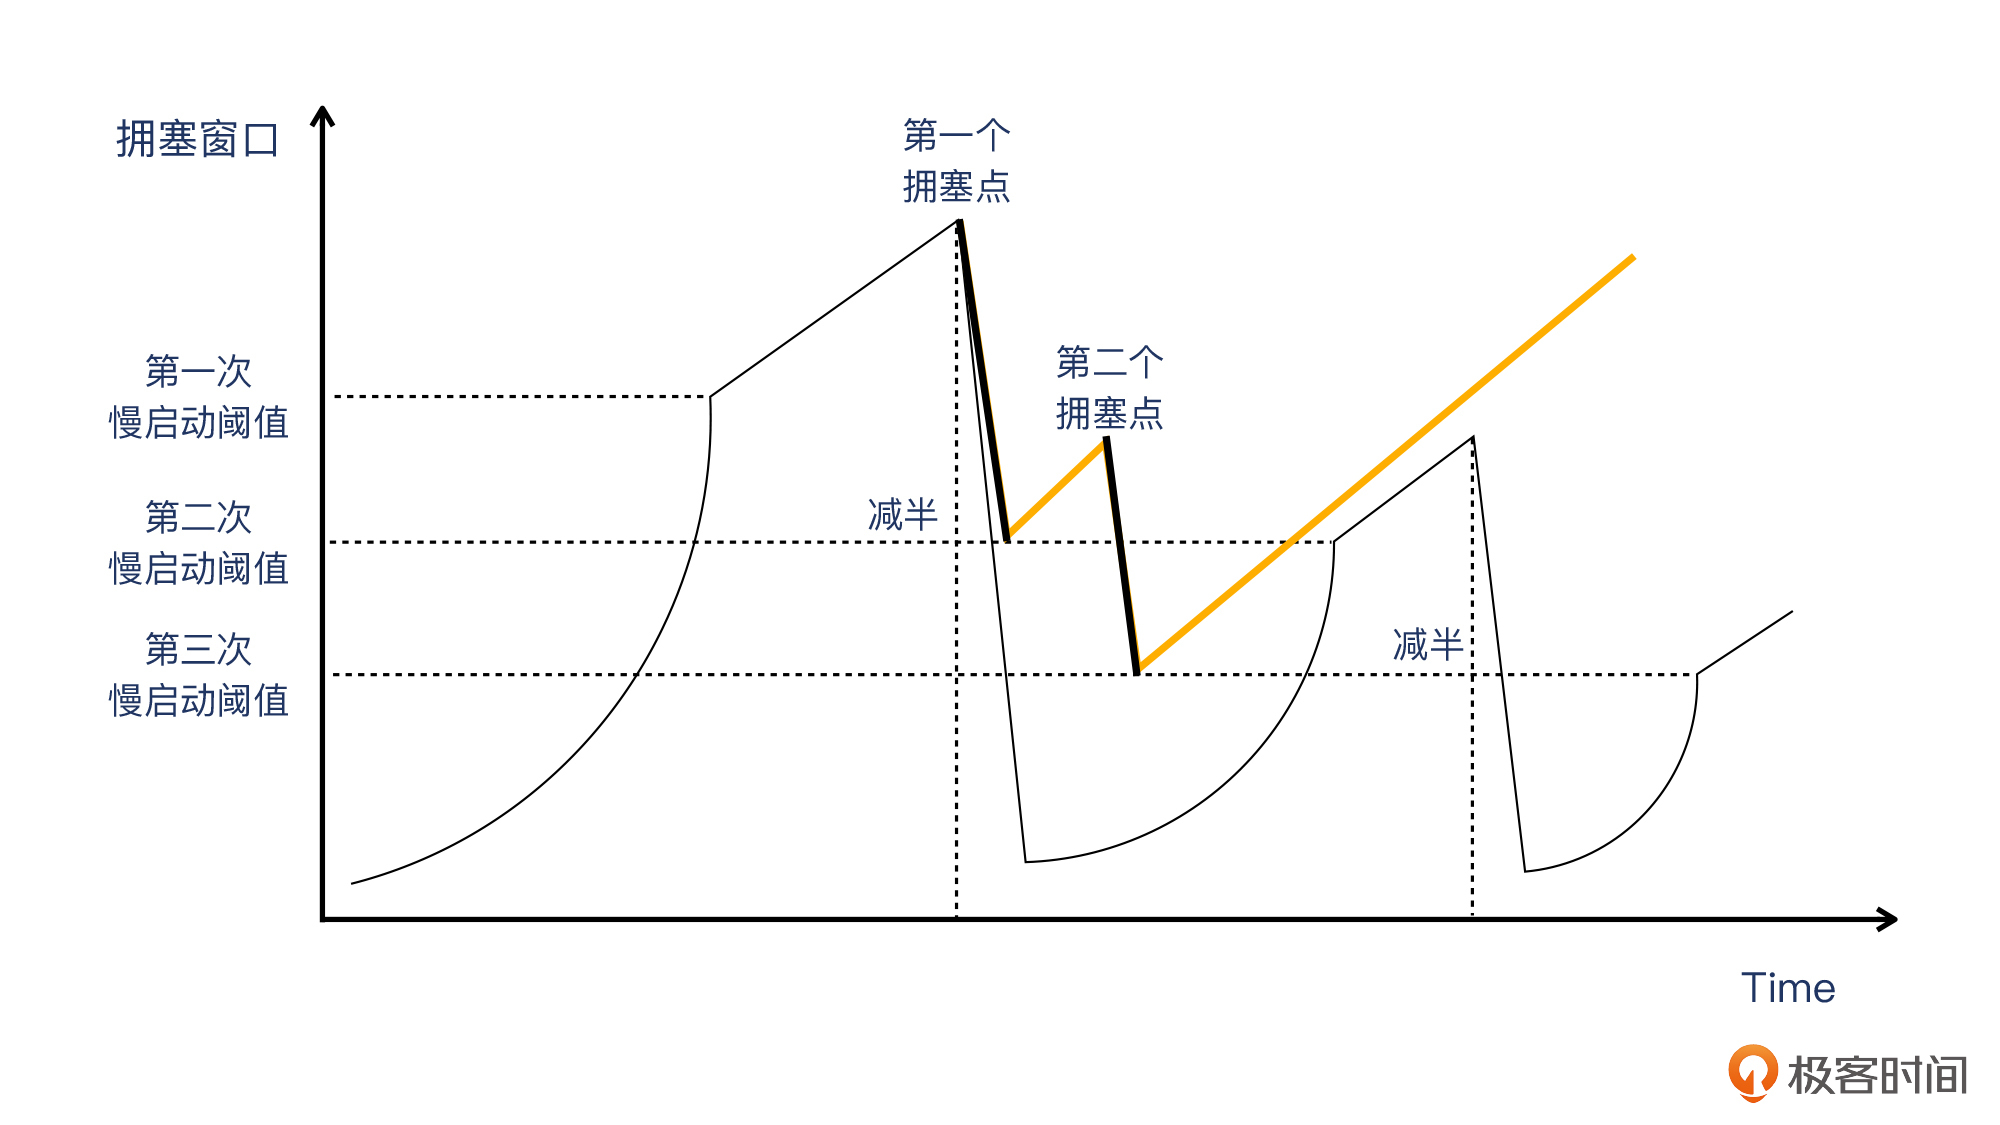 拥塞窗口
第一个
拥塞点
第一次
慢启动阈值
第二个
拥塞点
减半
第二次
慢启动阈值
减半
第三次
慢启动阈值
Time
极客时间